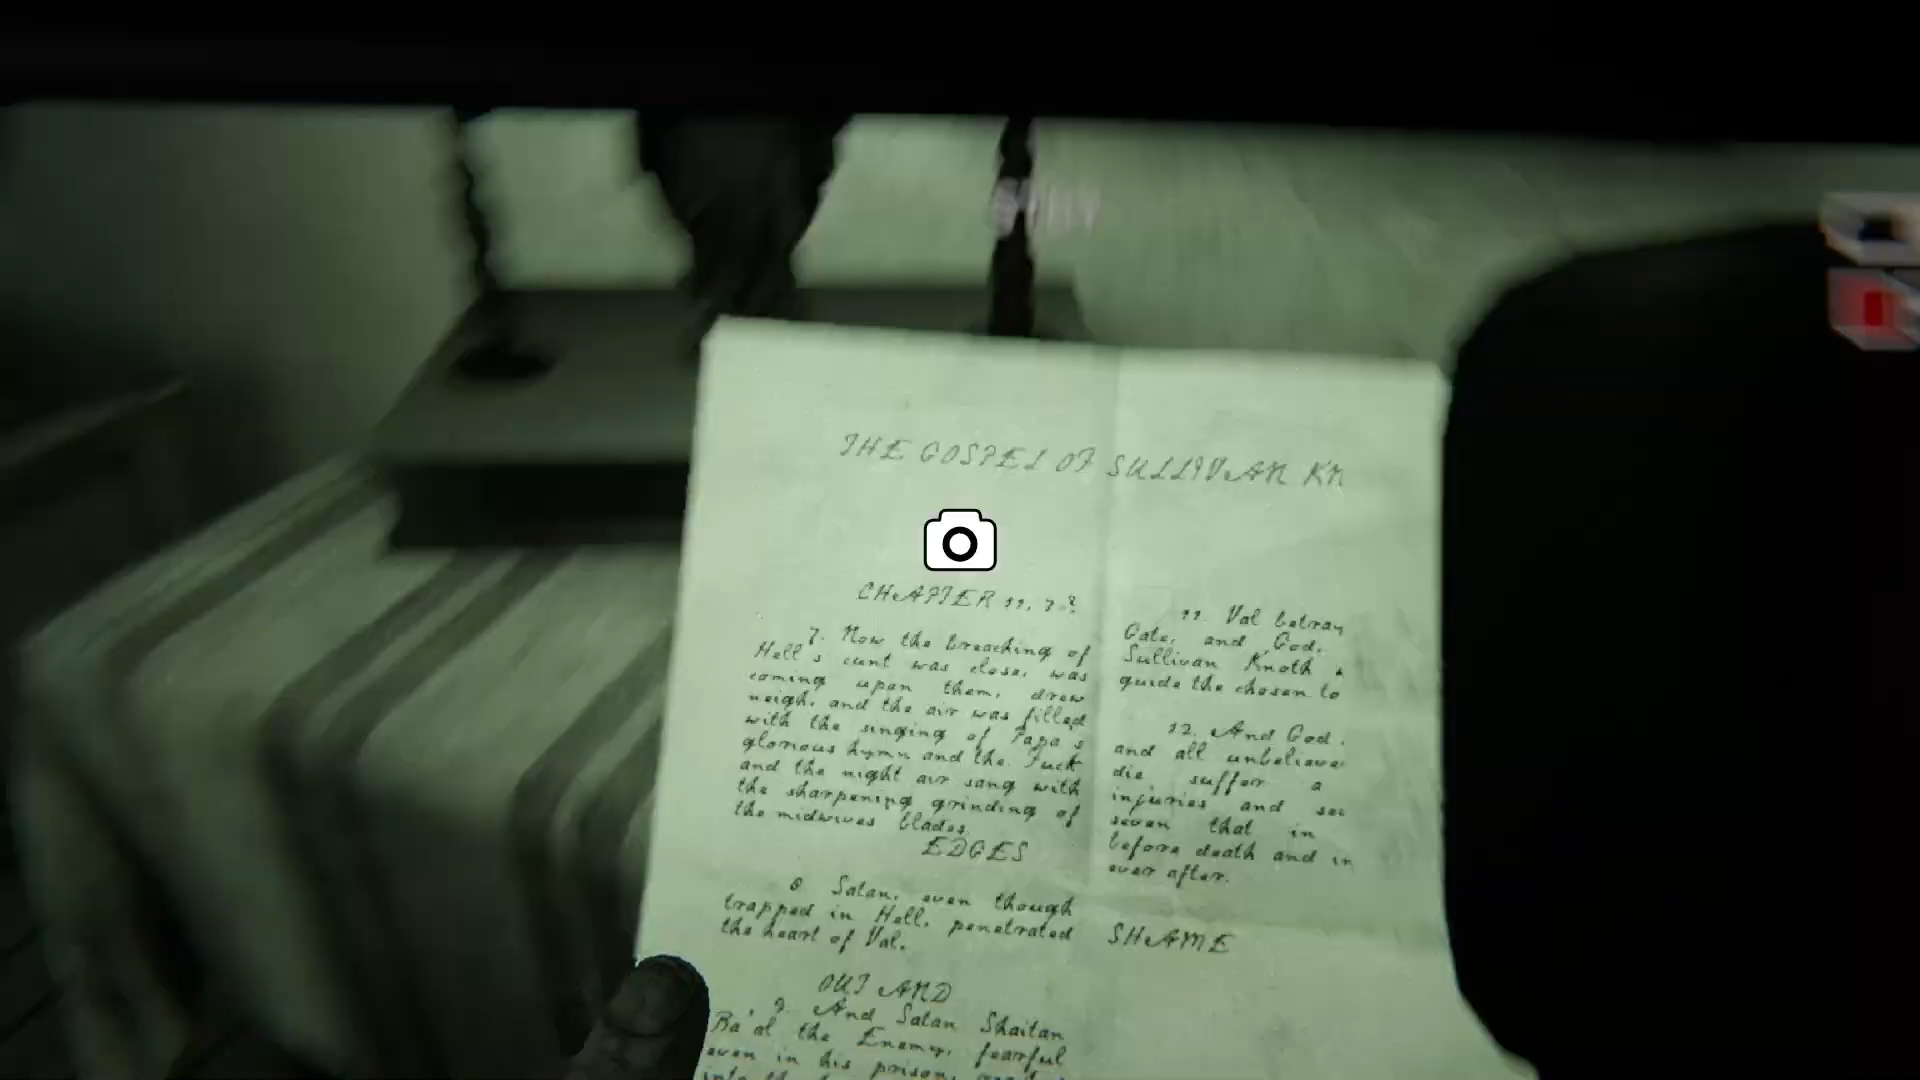 THE GOSPEL OF SULLIVAN KN
CHAPTER 11, 7-?
7. Now the breaching of
Hell's cunt was close, was
coming upon them, drew
neigh, and the air was filled
with the singing of Papa's
glorious hymn and the Fuck
and the night air sang with
the sharpening grinding of
the midwives' blades.
EDGES
8 Satan, even though
trapped in Hell, penetrated
the heart of Val.
OUT AND
9. And Satan Shaitan
Ba'al the Enemy, fearful
even in his prison,
11. Val betray
Gate, and God,
Sullivan Knoth
guide the chosen to
12. And God
and all unbelieve
die suffer a
injuries and
seven that in
before death and in
ever after.
SHAME